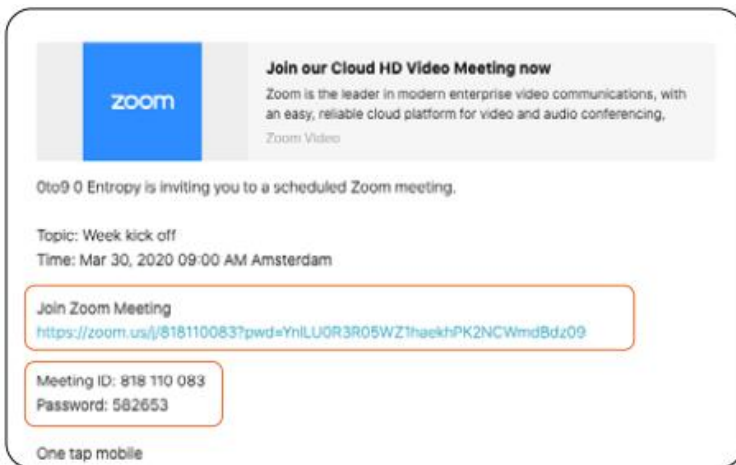 zoom
Join our Cloud HD Video Meeting now
Zoom is the leader in modern enterprise video communications, with
an easy, reliable cloud platform for video and audio conferencing,
Zoom Video
0to9 0 Entropy is inviting you to a scheduled Zoom meeting.
Topic: Week kick off
Time: Mar 30, 2020 09:00 AM Amsterdam
Join Zoom Meeting
https://zoom.us/j/818110083?pwd=YnlLU0R3R05WZ1haekhPK2NCWmdBdz09
Meeting ID: 818 110 083
Password: 582653
One tap mobile